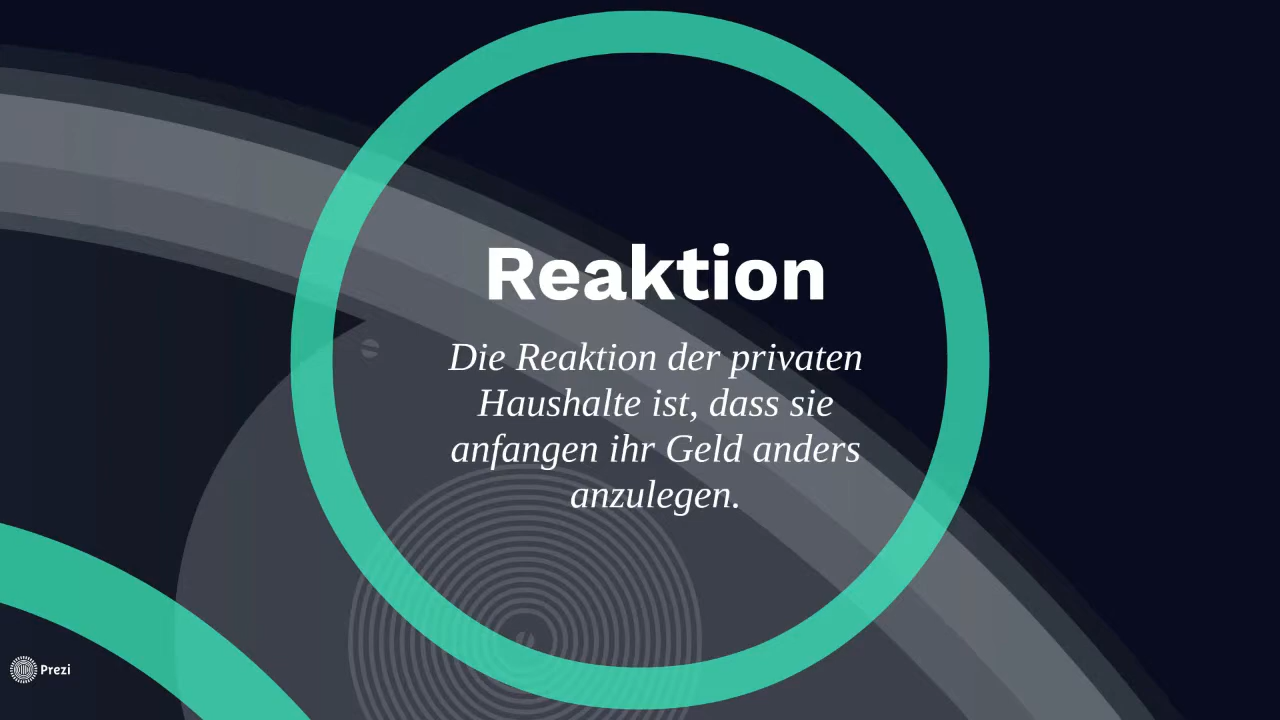 Reaktion
Die Reaktion der privaten
Haushalte ist, dass sie
anfangen ihr Geld anders
anzulegen.
Prezi